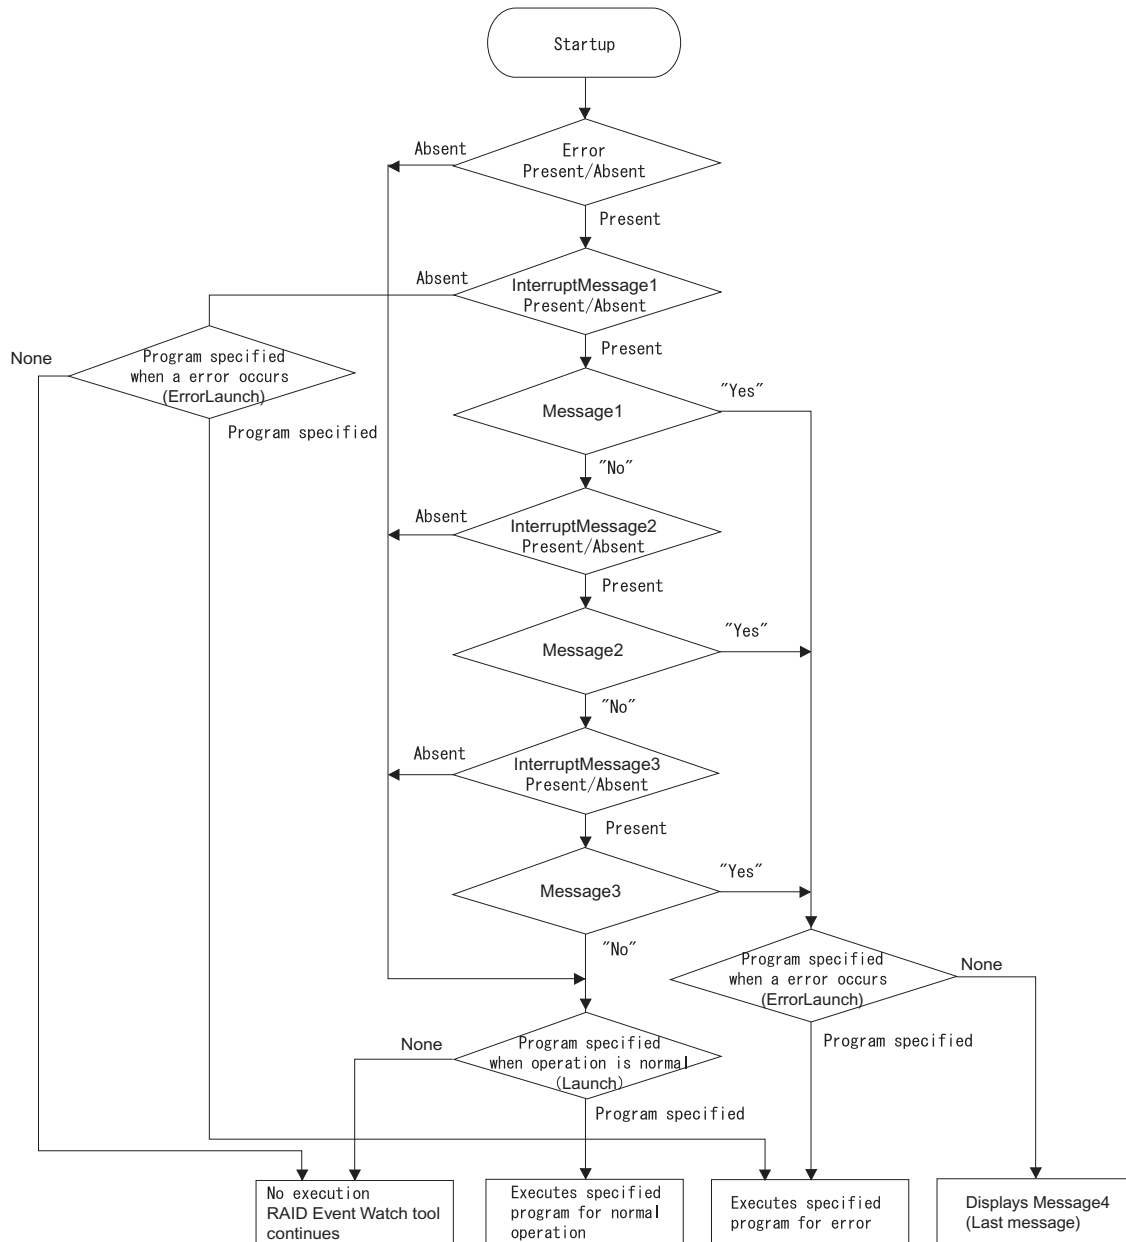 Startup
Absent
Error
Present/Absent
Present
Absent
InterruptMessage1
Present/Absent
Present
None
Program specified
when a error occurs
(ErrorLaunch)
Program specified
Message1
"Yes"
"No"
Absent
InterruptMessage2
Present/Absent
Present
Message2
"Yes"
"No"
Absent
InterruptMessage3
Present/Absent
Present
Message3
"Yes"
"No"
Program specified
when a error occurs
(ErrorLaunch)
None
Program specified
None
Program specified
when operation is normal
(Launch)
Program specified
No execution
RAID Event Watch tool
continues
Executes specified
program for normal
operation
Executes specified
program for error
Displays Message4
(Last message)